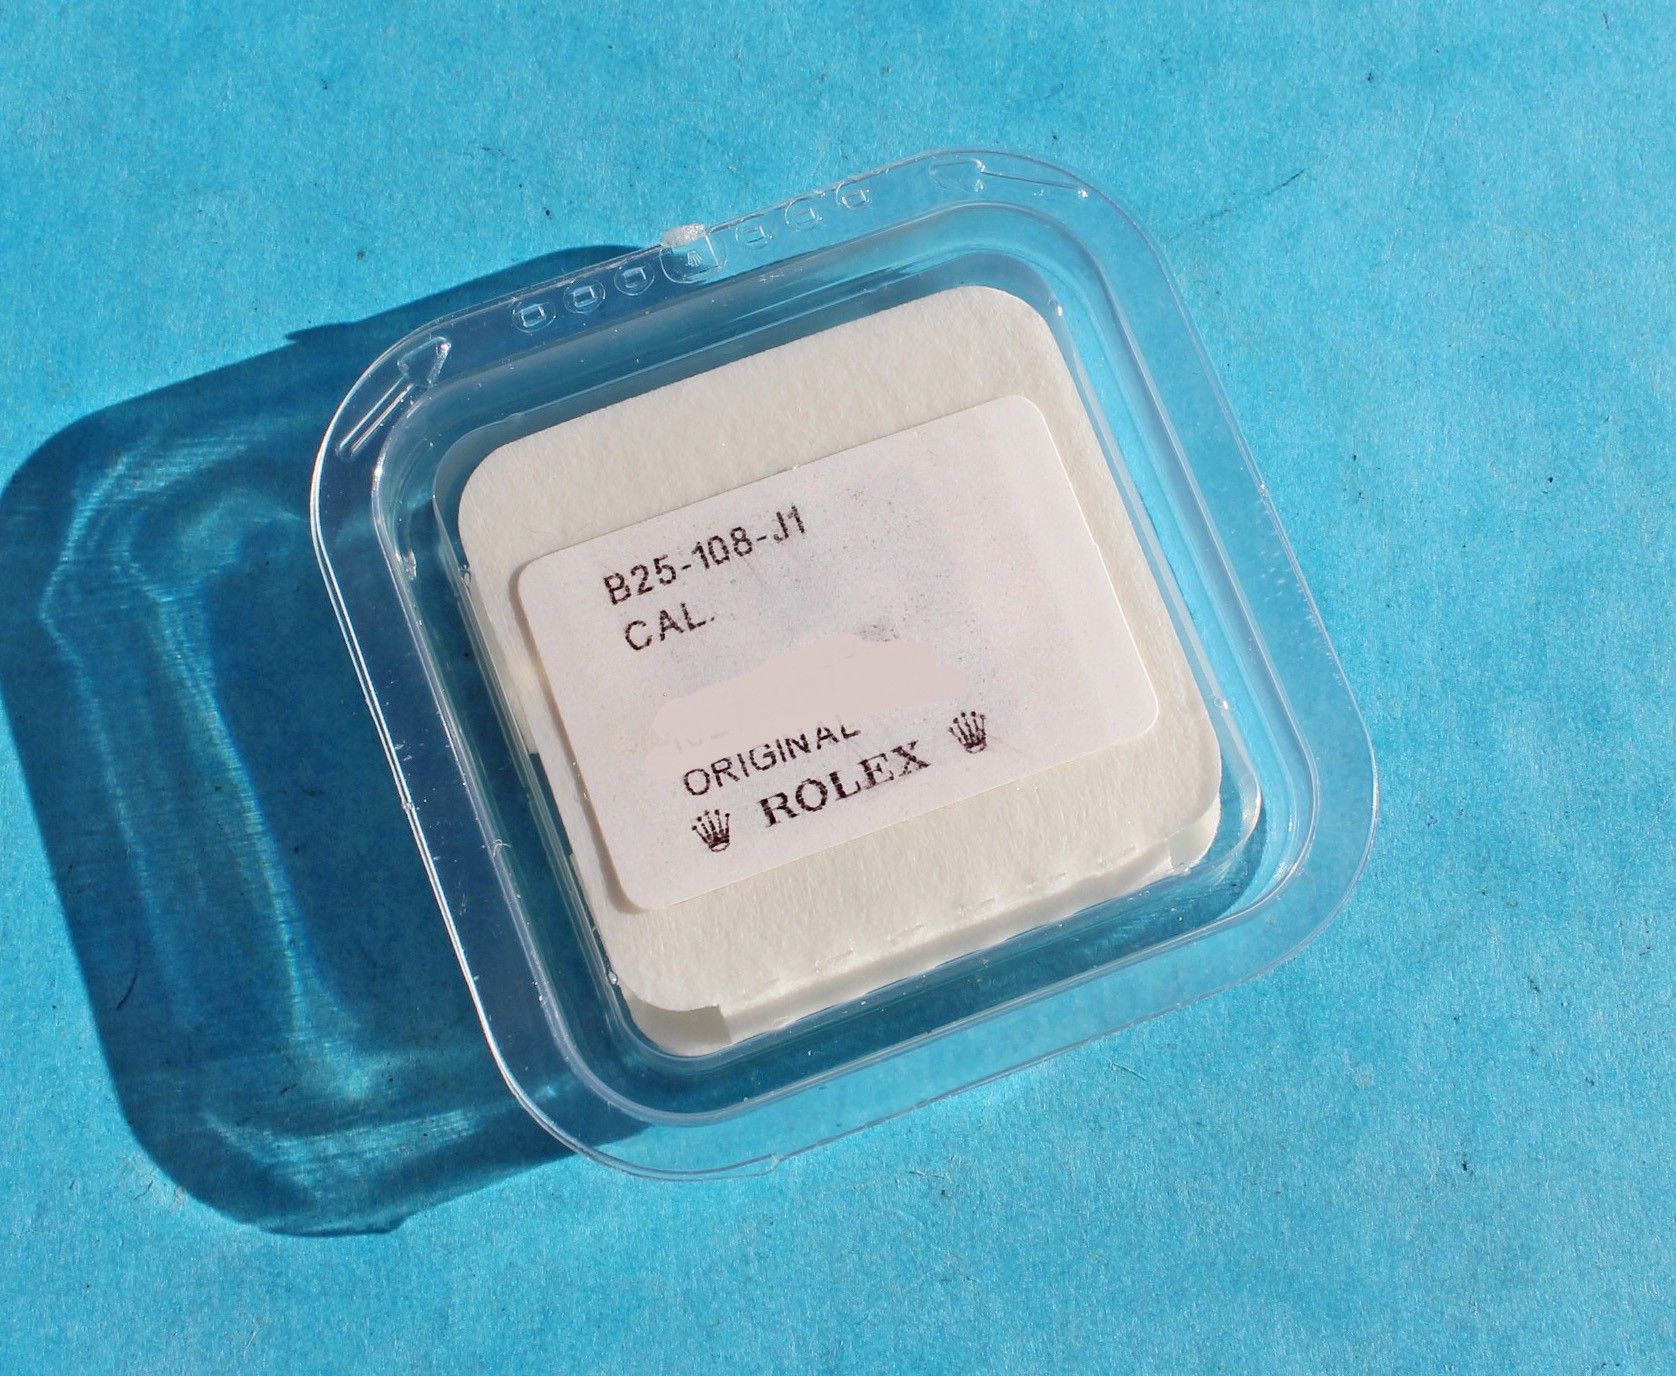 B25-108-J1
CAL.
ORIGINAL
ROLEX